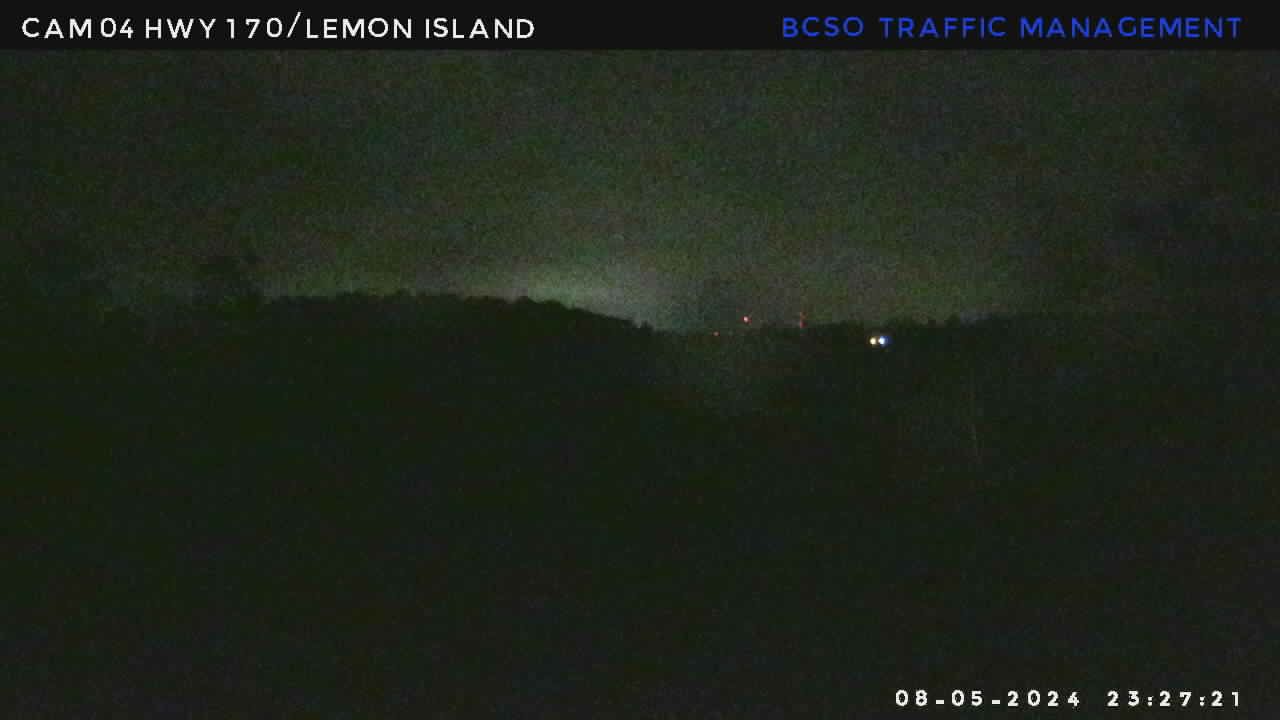 CAM04 HWY 170/LEMON ISLAND
BCSO TRAFFIC MANAGEMENT
08-05-2024 23:27:21